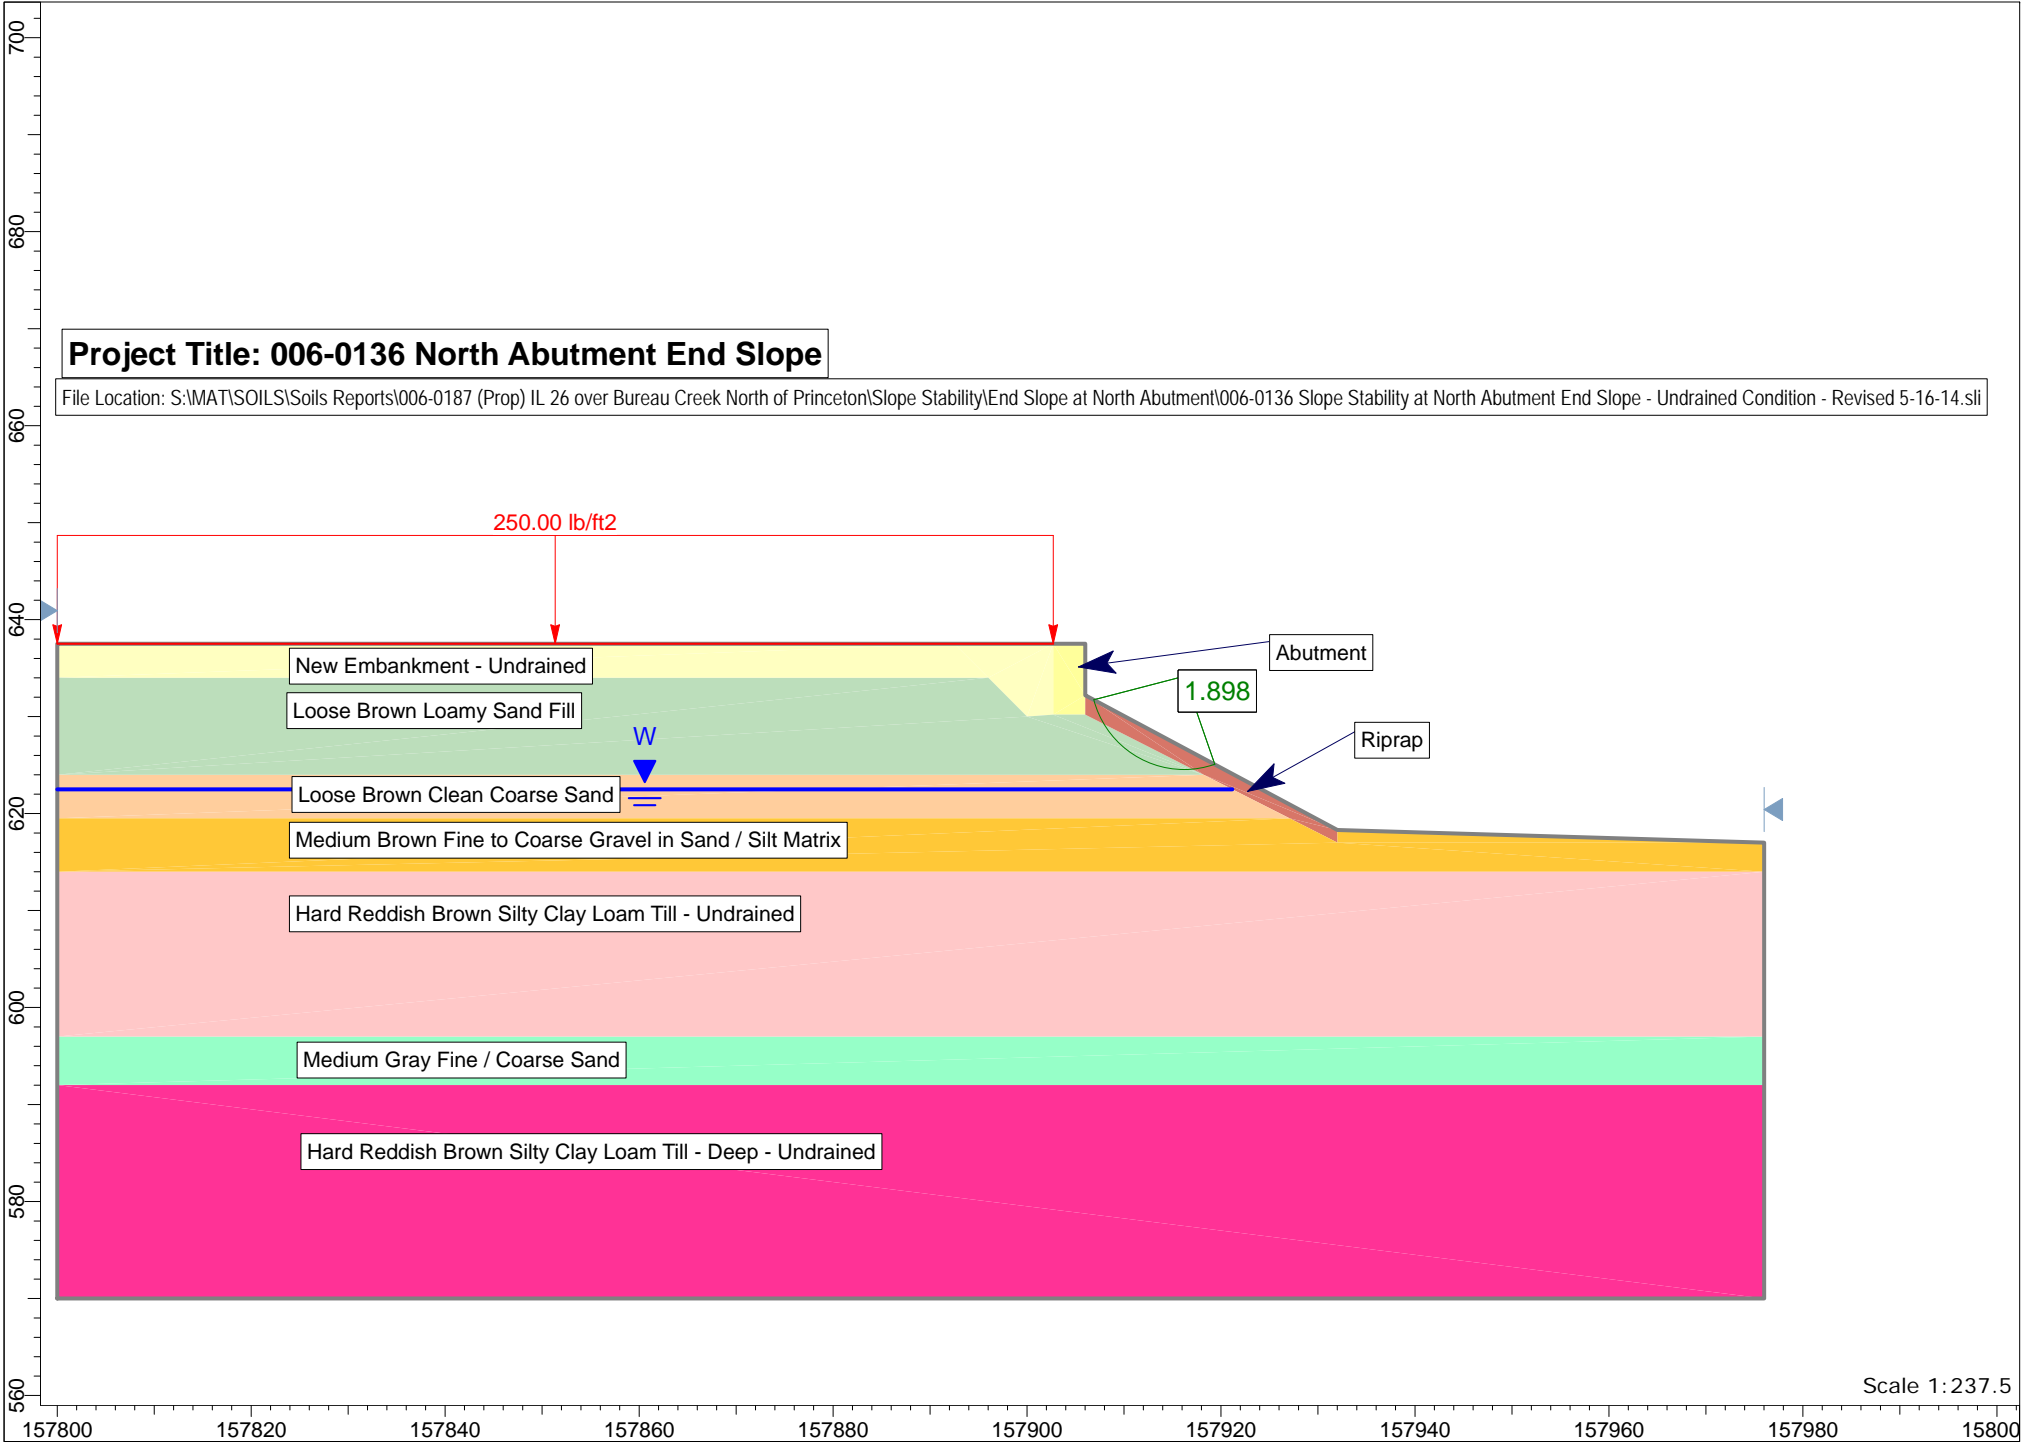 700
680
660
640
620
600
580
560
Project Title: 006-0136 North Abutment End Slope
File Location: S:\MAT\SOILS\Soils Reports\006-0187 (Prop) IL 26 over Bureau Creek North of Princeton\Slope Stability\End Slope at North Abutment\006-0136 Slope Stability at North Abutment End Slope - Undrained Condition - Revised 5-16-14.sli
250.00 lb/ft2
Abutment
New Embankment - Undrained
1.898
Loose Brown Loamy Sand Fill
W
Riprap
Loose Brown Clean Coarse Sand
Medium Brown Fine to Coarse Gravel in Sand / Silt Matrix
Hard Reddish Brown Silty Clay Loam Till - Undrained
Medium Gray Fine / Coarse Sand
Hard Reddish Brown Silty Clay Loam Till - Deep - Undrained
Scale 1:237.5
157800 157820 157840 157860 157880 157900 157920 157940 157960 157980 15800